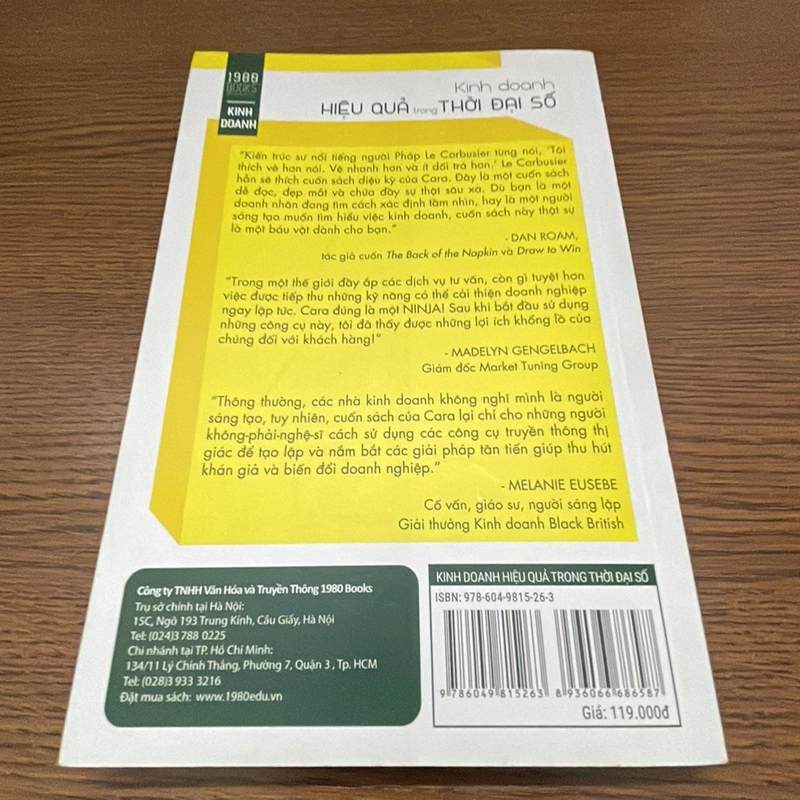 1980
BOOKS
KINH
DOANH
Kinh doanh
HIỆU QUẢ trong THỜI ĐẠI SỐ
"Kiến trúc sư nổi tiếng người Pháp Le Corbusier từng nói, 'Tôi
thích vẽ hơn nói. Vẽ nhanh hơn và ít dối trá hơn.' Le Corbusier
hẳn sẽ thích cuốn sách diệu kỳ của Cara. Đây là một cuốn sách
dễ đọc, đẹp mắt và chứa đầy sự thật sâu xa. Dù bạn là một
doanh nhân đang tìm cách xác định tầm nhìn, hay là một người
sáng tạo muốn tìm hiểu việc kinh doanh, cuốn sách này thật sự
là một báu vật dành cho bạn."
- DAN ROAM,
tác giả cuốn The Back of the Napkin và Draw to Win
"Trong một thế giới đầy ắp các dịch vụ tư vấn, còn gì tuyệt hơn
việc được tiếp thu những kỹ năng có thể cải thiện doanh nghiệp
ngay lập tức. Cara đúng là một NINJA! Sau khi bắt đầu sử dụng
những công cụ này, tôi đã thấy được những lợi ích khổng lồ của
chúng đối với khách hàng!"
- MADELYN GENGELBACH
Giám đốc Market Tuning Group
"Thông thường, các nhà kinh doanh không nghĩ mình là người
sáng tạo, tuy nhiên, cuốn sách của Cara lại chỉ cho những người
không-phải-nghệ-sĩ cách sử dụng các công cụ truyền thông thị
giác để tạo lập và nắm bắt các giải pháp tân tiến giúp thu hút
khán giả và biến đổi doanh nghiệp."
- MELANIE EUSEBE
Cố vấn, giáo sư, người sáng lập
Giải thưởng Kinh doanh Black British
Công ty TNHH Văn Hóa và Truyền Thông 1980 Books
Trụ sở chính tại Hà Nội:
15C, Ngõ 193 Trung Kính, Cầu Giấy, Hà Nội
Tel: (024)3 788 0225
Chi nhánh tại TP. Hồ Chí Minh:
134/11 Lý Chính Thắng, Phường 7, Quận 3 , Tp. HCM
Tel: (028)3 933 3216
Đặt mua sách: www.1980edu.vn
KINH DOANH HIỆU QUẢ TRONG THỜI ĐẠI SỐ
ISBN: 978-604-9815-26-3
9 786049 815263
8 936066 686587
Giá: 119.000đ